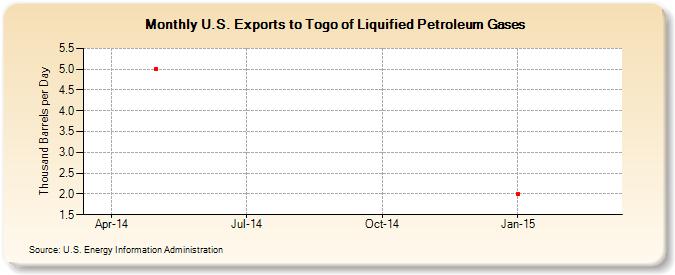 Monthly U.S. Exports to Togo of Liquified Petroleum Gases
Thousand Barrels per Day
5.5
5.0
4.5
4.0
3.5
3.0
2.5
2.0
1.5
Apr-14 Jul-14 Oct-14 Jan-15
Source: U.S. Energy Information Administration